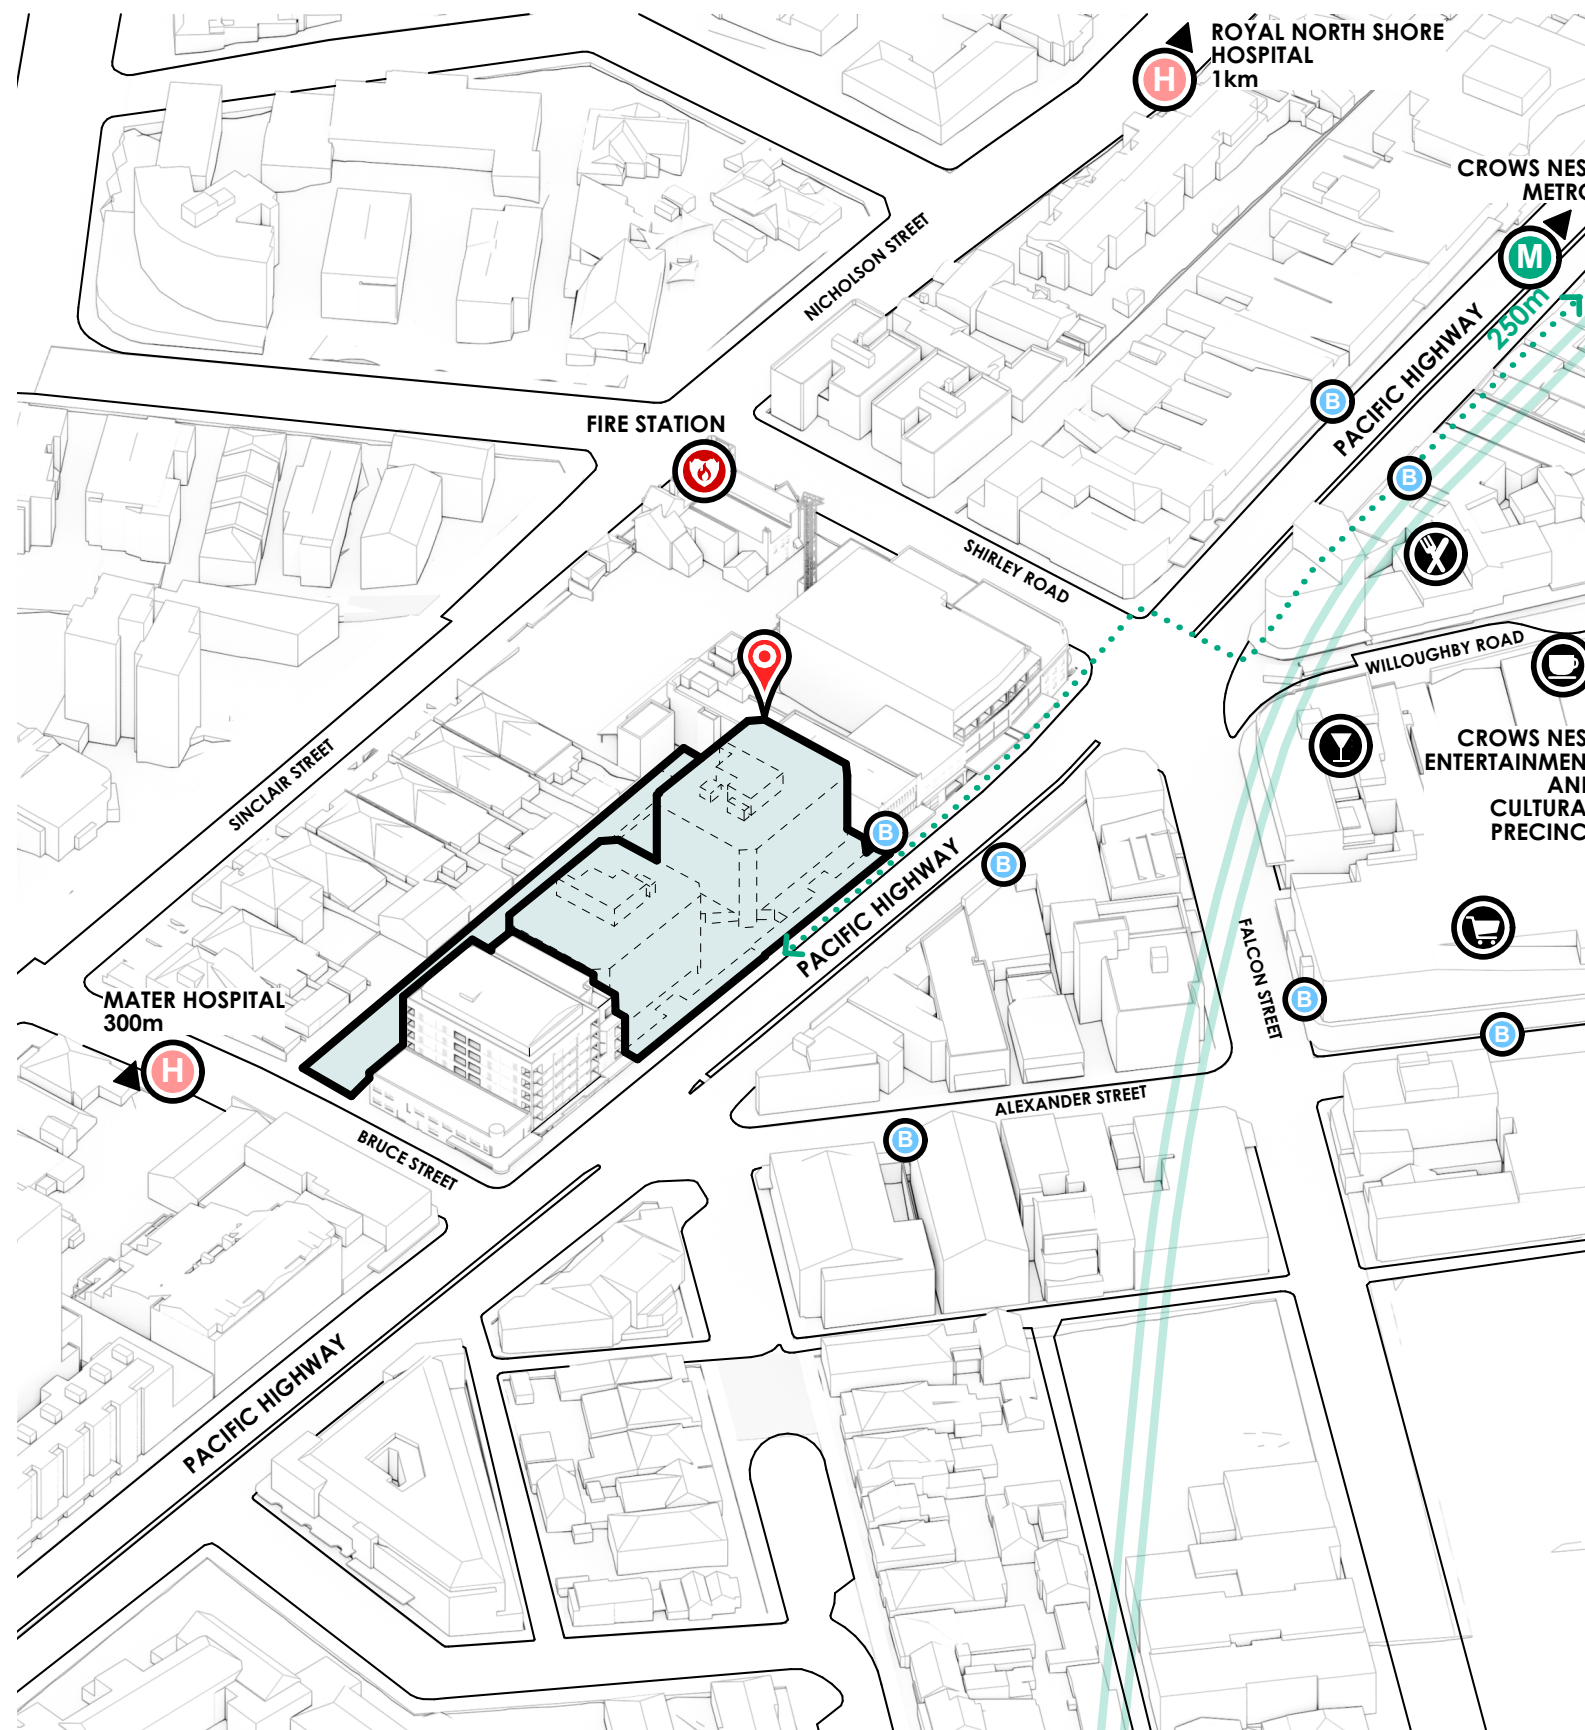 ROYAL NORTH SHORE
HOSPITAL
1km
H
CROWS NES
METRO
M
250m
NICHOLSON STREET
PACIFIC HIGHWAY
B
B
FIRE STATION
SHIRLEY ROAD
WILLOUGHBY ROAD
CROWS NES
ENTERTAINMEN
AN
CULTURA
PRECINC
SINCLAIR STREET
B
B
PACIFIC HIGHWAY
FALCON STREET
B
B
MATER HOSPITAL
300m
H
ALEXANDER STREET
B
BRUCE STREET
PACIFIC HIGHWAY